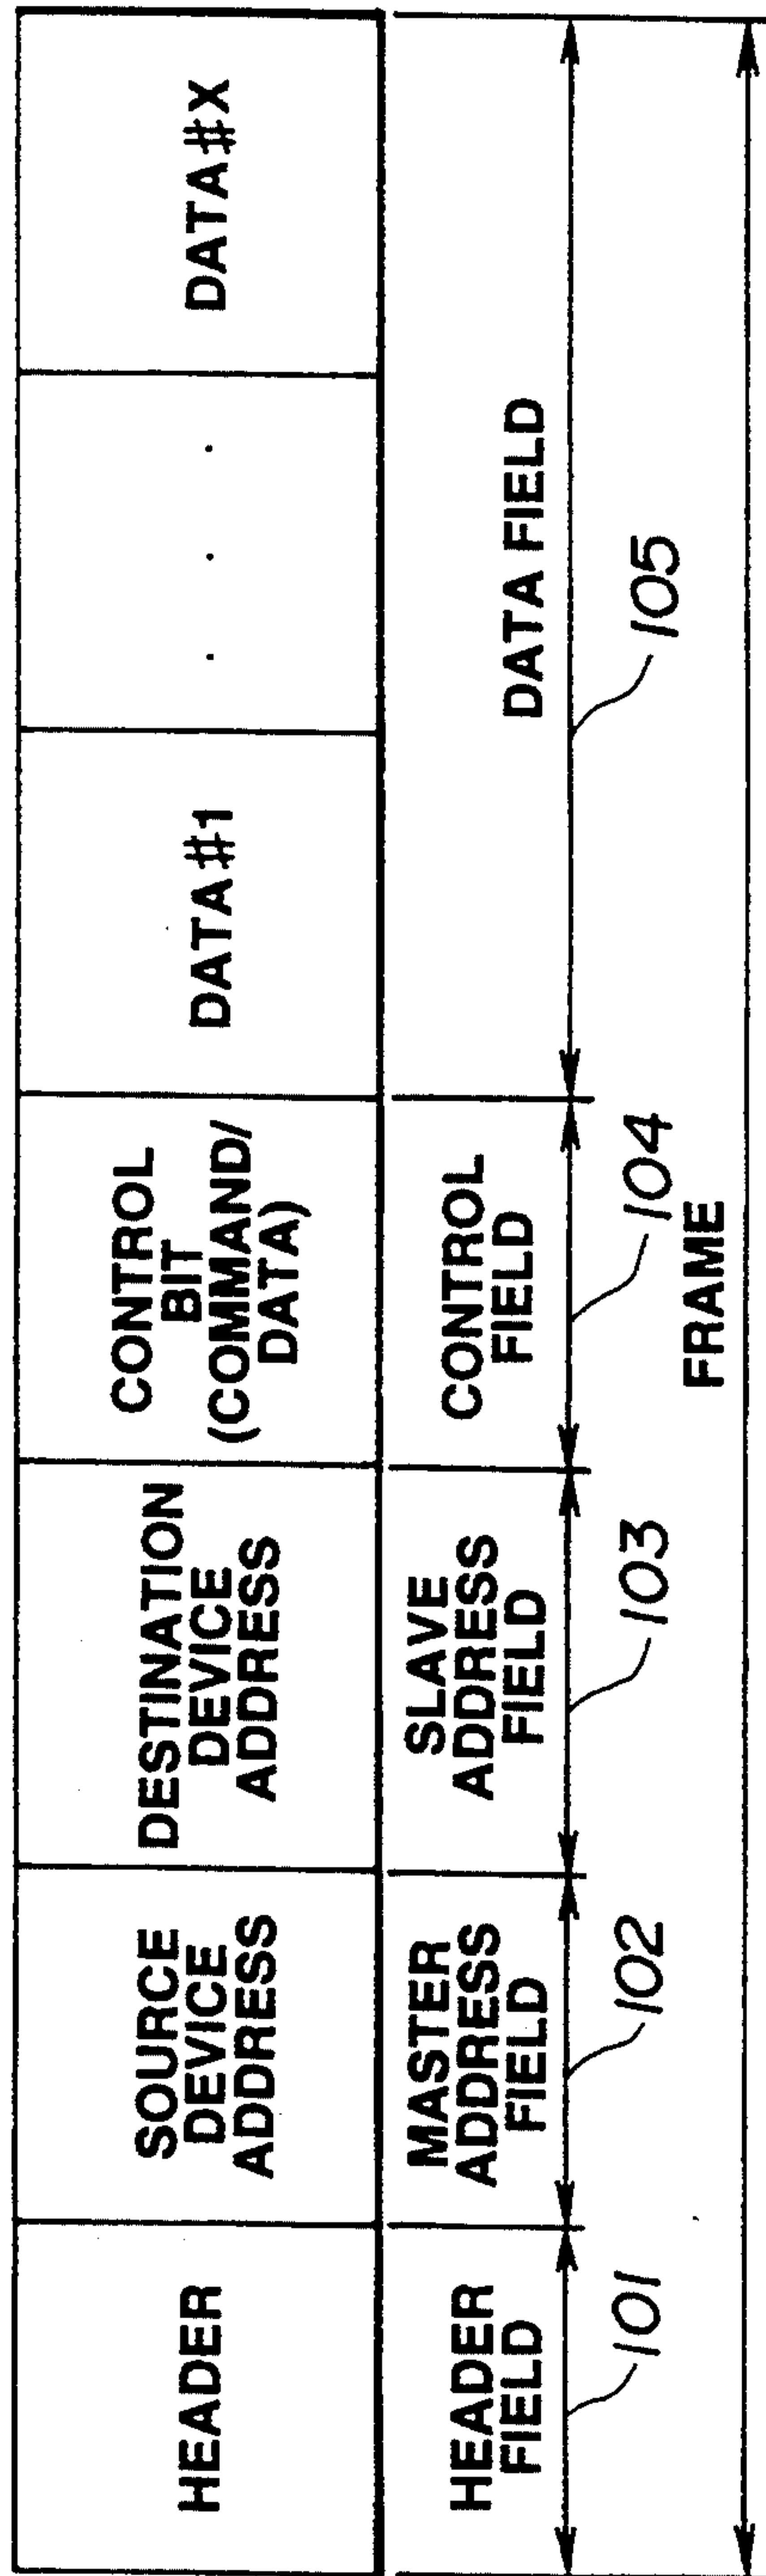 HEADER
SOURCE
DEVICE
ADDRESS
DESTINATION
DEVICE
ADDRESS
CONTROL
BIT
(COMMAND/
DATA)
DATA#1
. . .
DATA#X
HEADER
FIELD
MASTER
ADDRESS
FIELD
SLAVE
ADDRESS
FIELD
CONTROL
FIELD
DATA FIELD
101
102
103
104
105
FRAME